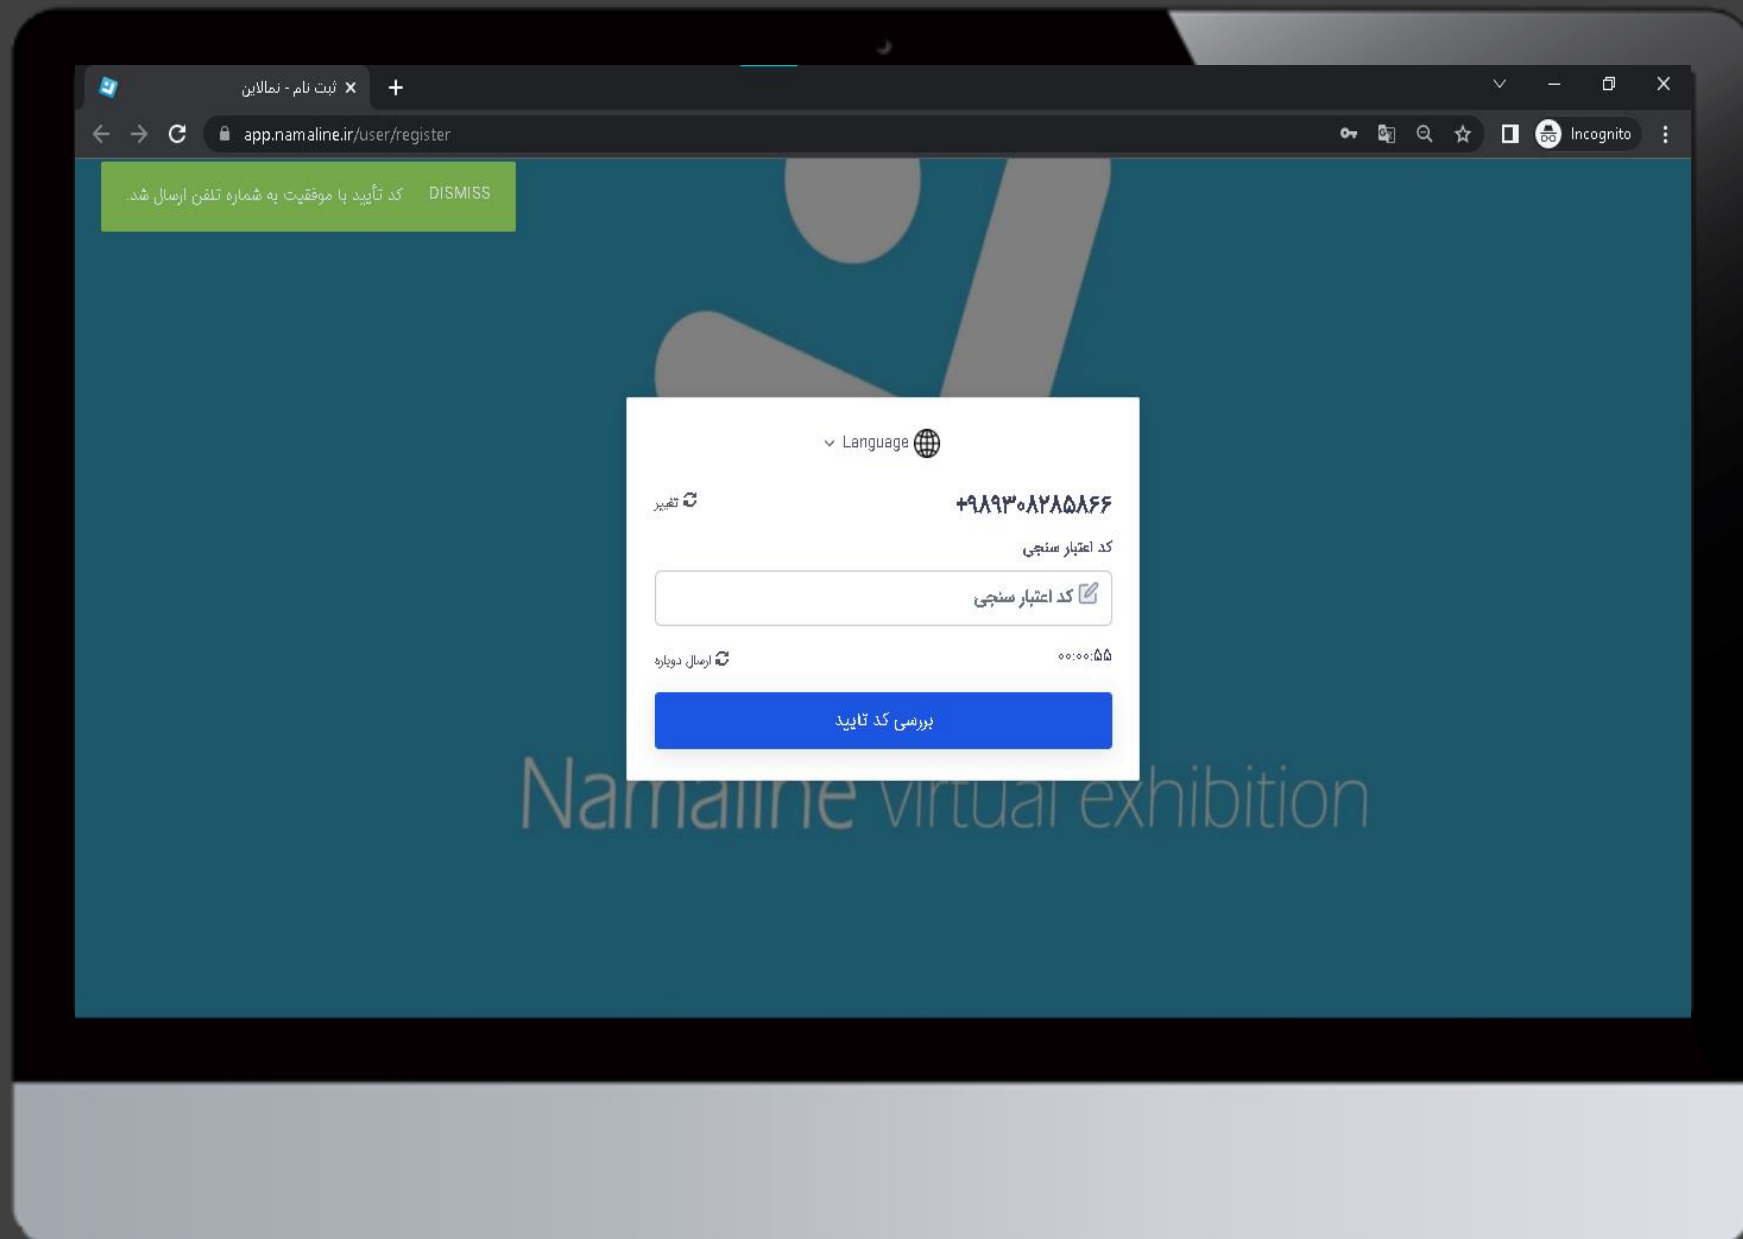 ثبت نام - نمالاین
app.namaline.ir/user/register
Incognito
کد تأیید با موفقیت به شماره تلفن ارسال شد. DISMISS
Language
+۹۸۹۳۰۸۲۸۵۸۶۶
تغییر
کد اعتبار سنجی
کد اعتبار سنجی
۰۰:۰۰:۵۵
ارسال دوباره
بررسی کد تایید
Namaline virtual exhibition